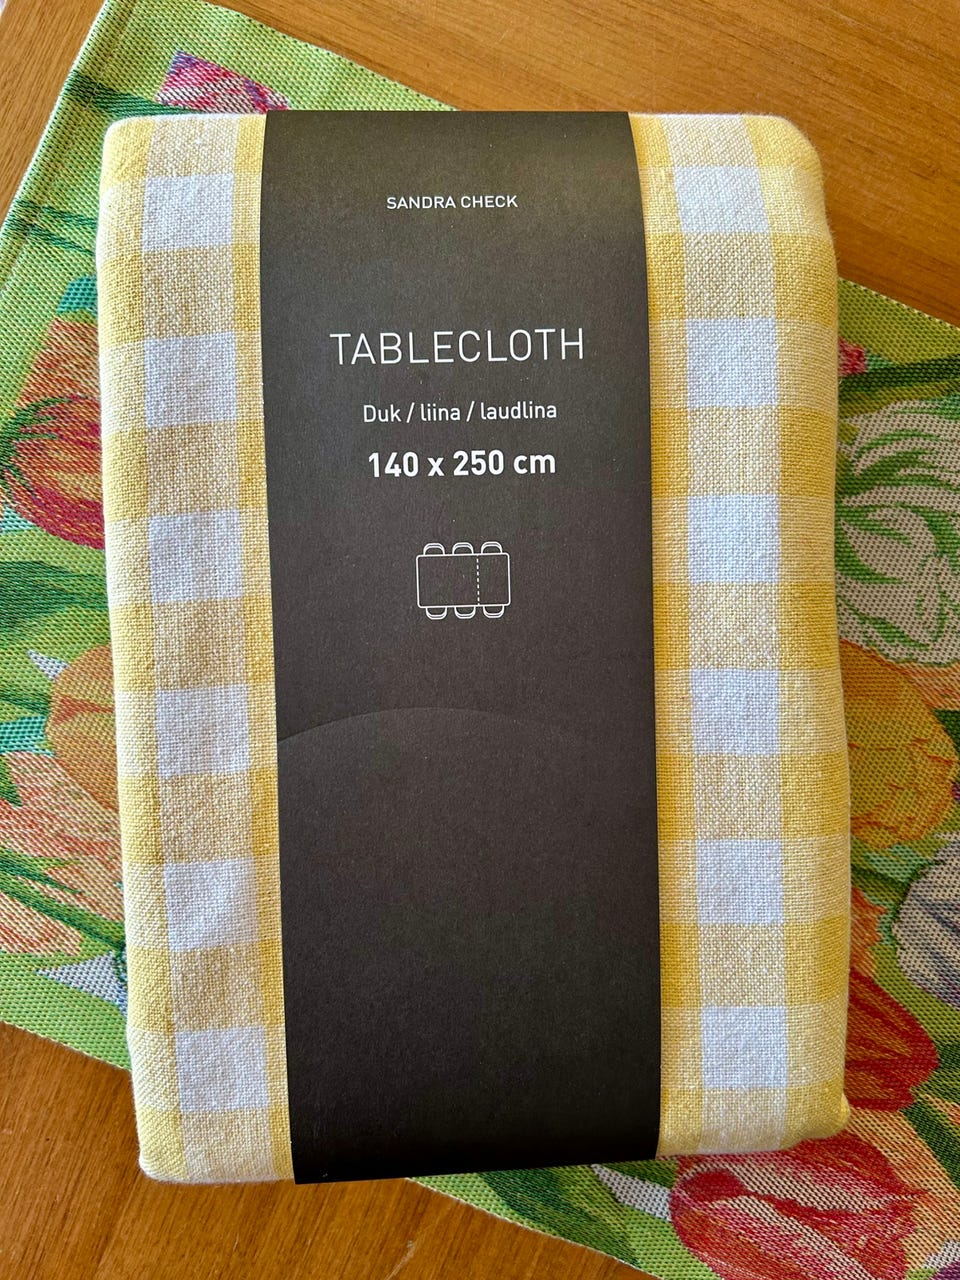 SANDRA CHECK
TABLECLOTH
Duk / liina / laudlina
140 x 250 cm